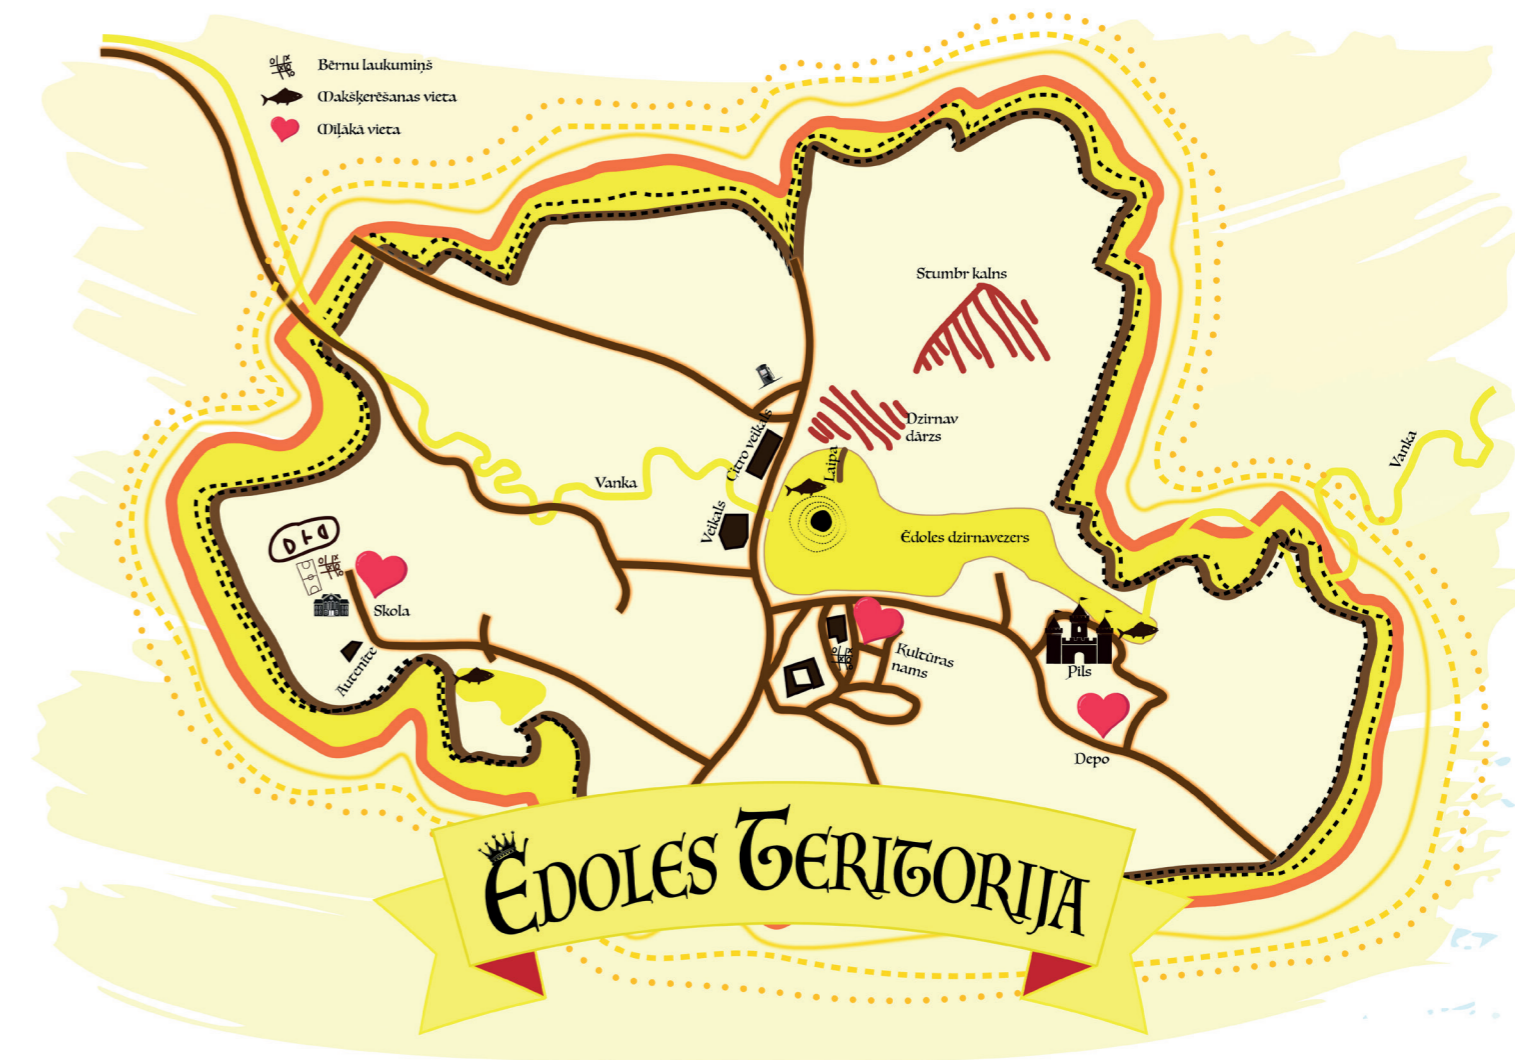 Bērnu laukumiņš
Makšķerēšanas vieta
Mīļākā vieta
Stumbr kalns
Dzirnav
dārzs
Citro veikals
Laipa
Vanka
Vanka
Veikals
Ēdoles dzirnavezers
Skola
Autenīte
Kultūras
nams
Pils
Depo
ĒDOLES TERITORIJA